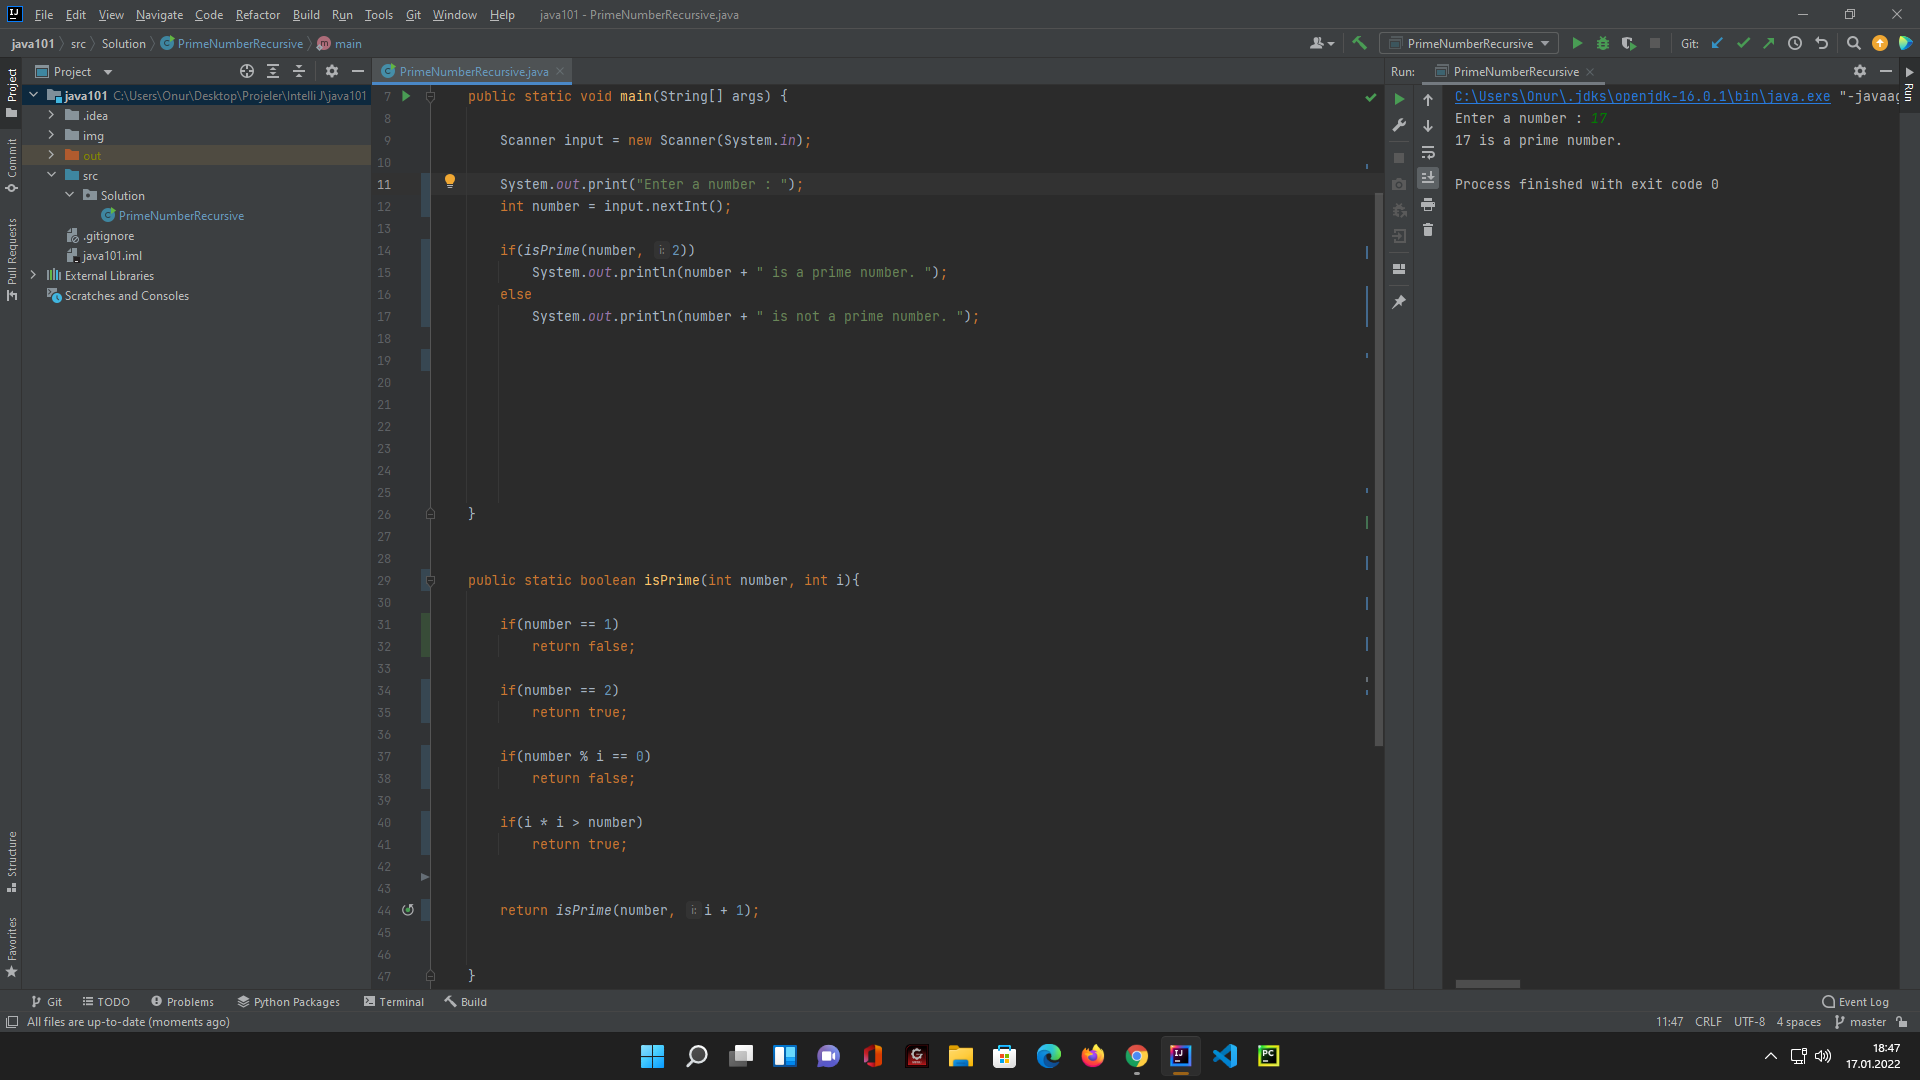 File Edit View Navigate Code Refactor Build Run Tools Git Window Help java101 - PrimeNumberRecursive.java
java101 src Solution PrimeNumberRecursive main PrimeNumberRecursive Git:
Project
Commit
Pull Requests
Structure
Favorites
Project
java101 C:\Users\Onur\Desktop\Projeler\Intelli J\java101
.idea
img
out
src
Solution
PrimeNumberRecursive
.gitignore
java101.iml
External Libraries
Scratches and Consoles
PrimeNumberRecursive.java
7 public static void main(String[] args) {
8
9 Scanner input = new Scanner(System.in);
10
11 System.out.print("Enter a number : ");
12 int number = input.nextInt();
13
14 if(isPrime(number, i: 2))
15 System.out.println(number + " is a prime number. ");
16 else
17 System.out.println(number + " is not a prime number. ");
18
19
20
21
22
23
24
25
26 }
27
28
29 public static boolean isPrime(int number, int i){
30
31 if(number == 1)
32 return false;
33
34 if(number == 2)
35 return true;
36
37 if(number % i == 0)
38 return false;
39
40 if(i * i > number)
41 return true;
42
43
44 return isPrime(number, i: i + 1);
45
46
47 }
Run: PrimeNumberRecursive
Run
C:\Users\Onur\.jdks\openjdk-16.0.1\bin\java.exe "-javaag
Enter a number : 17
17 is a prime number.
Process finished with exit code 0
Git TODO Problems Python Packages Terminal Build Event Log
All files are up-to-date (moments ago) 11:47 CRLF UTF-8 4 spaces master
18:47
17.01.2022